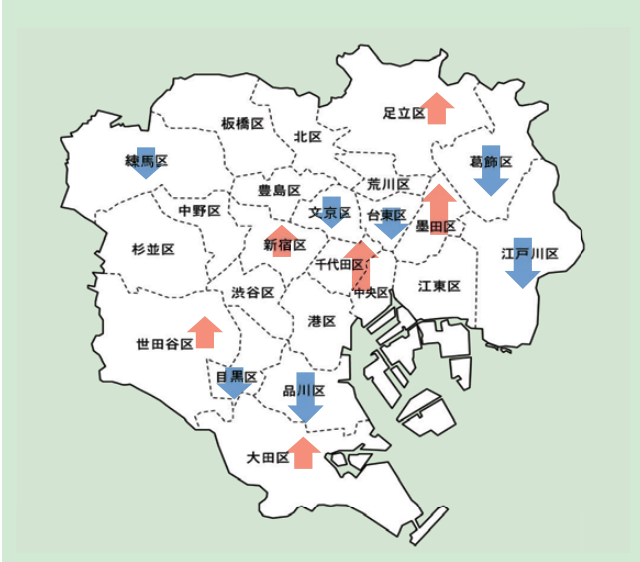 足立区
板橋区
北区
練馬区
葛飾区
荒川区
豊島区
中野区
文京区
台東区
墨田区
杉並区
新宿区
江戸川区
千代田区
渋谷区
中央区
江東区
港区
世田谷区
目黒区
品川区
大田区